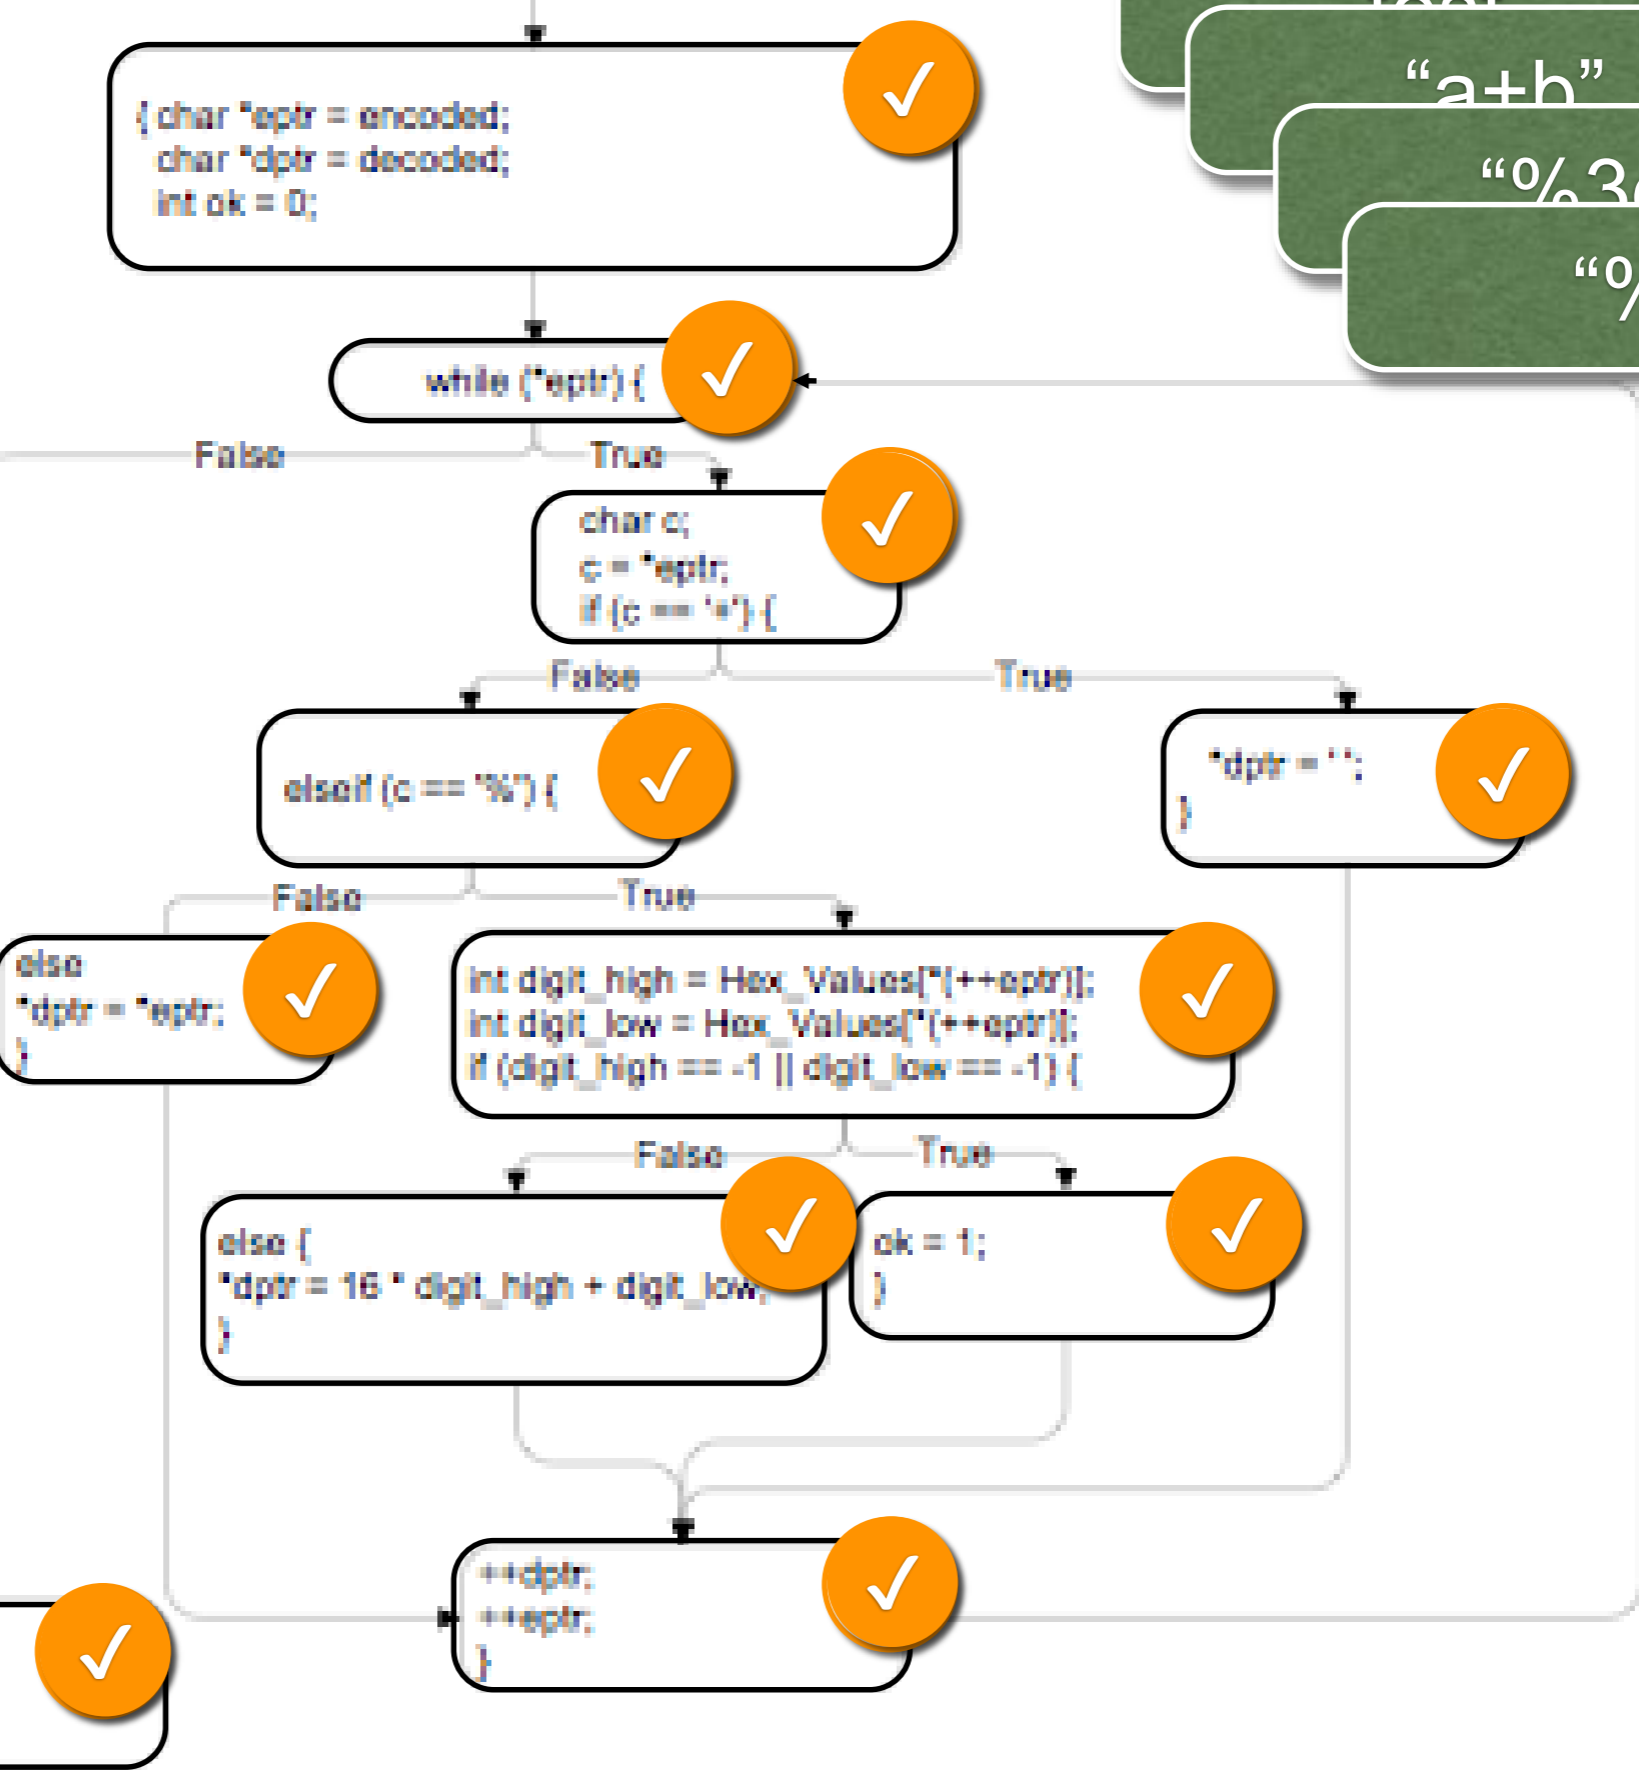 “a+b”
“%3
“%
{ char *eptr = encoded;
char *dptr = decoded;
int ok = 0;
while (*eptr) {
False
True
char c;
c = *eptr;
if (c == '+') {
False
True
elseif (c == '%') {
*dptr = ' ';
}
False
True
else
*dptr = *eptr;
}
int digit_high = Hex_Values[*(++eptr)];
int digit_low = Hex_Values[*(++eptr)];
if (digit_high == -1 || digit_low == -1) {
False
True
else {
*dptr = 16 * digit_high + digit_low;
}
ok = 1;
}
++dptr;
++eptr;
}